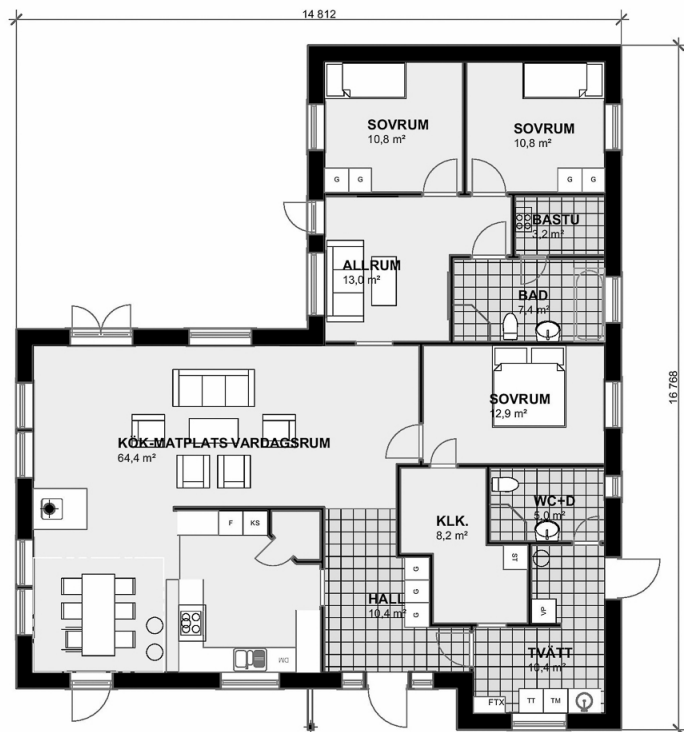 14 812
SOVRUM
10,8 m²
SOVRUM
10,8 m²
G G
G G
BASTU
3,2 m²
ALLRUM
13,0 m²
BAD
7,4 m²
16 768
SOVRUM
12,9 m²
KÖK-MATPLATS VARDAGSRUM
64,4 m²
WC+D
5,0 m²
KLK.
8,2 m²
F KS
ST
G
G
G
HALL
10,4 m²
VP
TVÄTT
10,4 m²
DM
FTX
TT TM